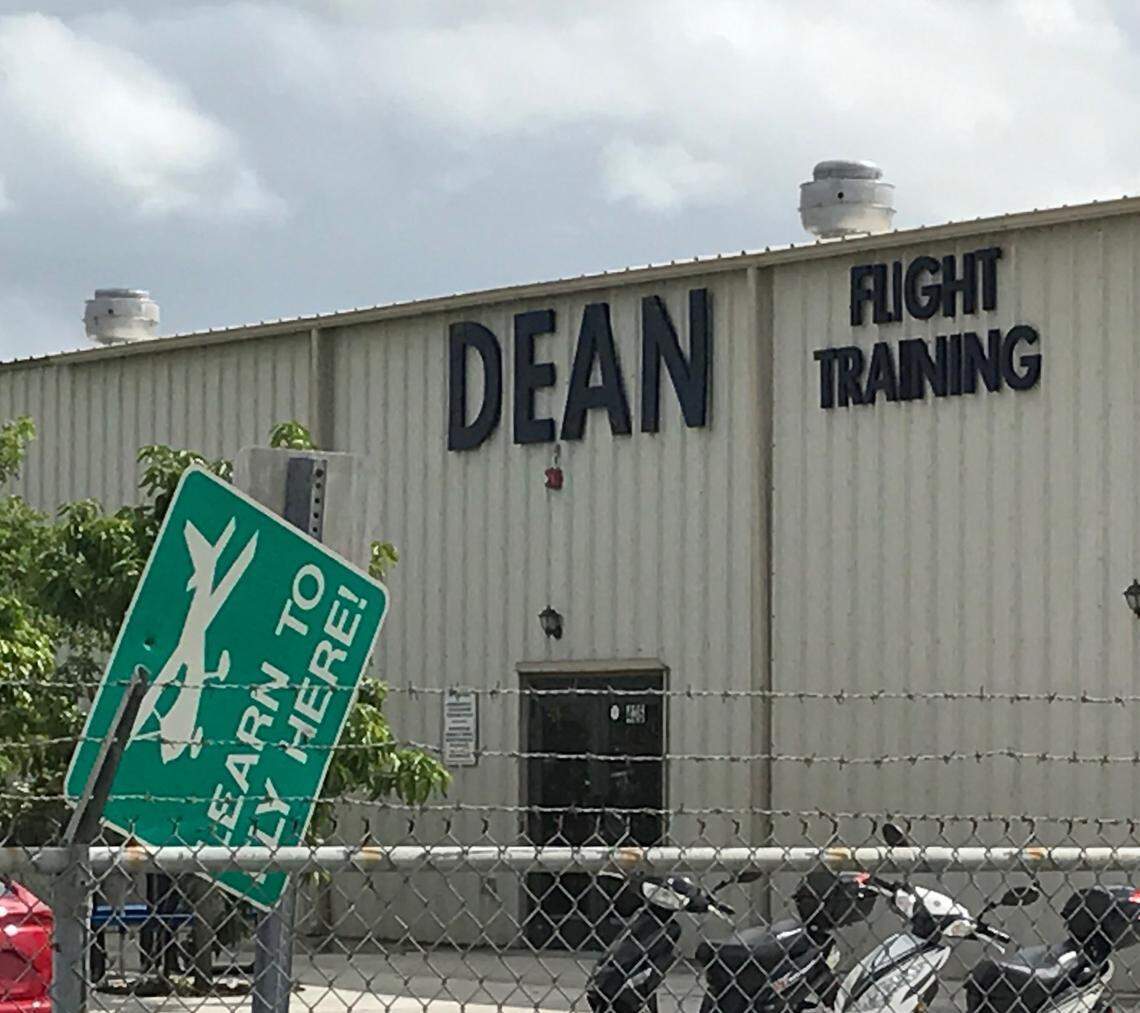 DEAN
FLIGHT
TRAINING
LEARN TO
FLY HERE!